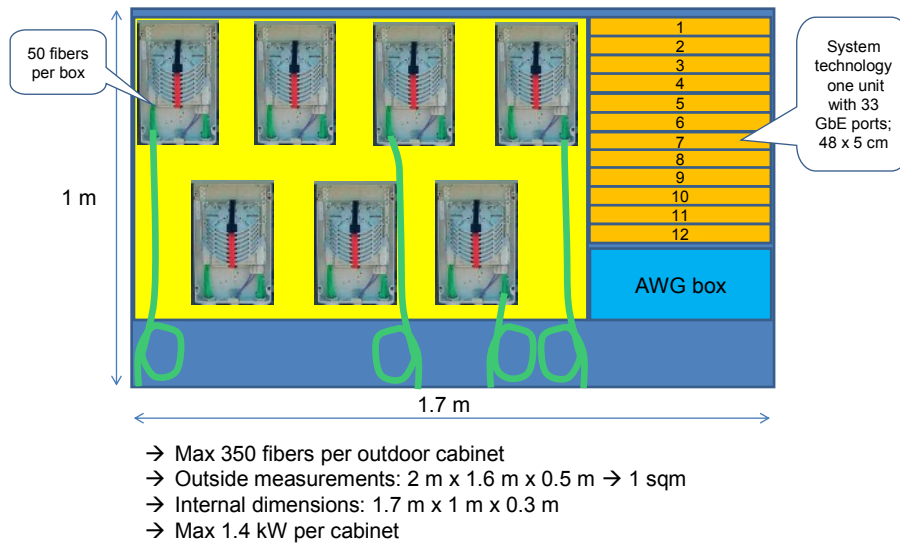 50 fibers
per box
1
2
3
4
5
6
7
8
9
10
11
12
System
technology
one unit
with 33
GbE ports;
48 x 5 cm
1 m
AWG box
1.7 m
→ Max 350 fibers per outdoor cabinet
→ Outside measurements: 2 m x 1.6 m x 0.5 m → 1 sqm
→ Internal dimensions: 1.7 m x 1 m x 0.3 m
→ Max 1.4 kW per cabinet